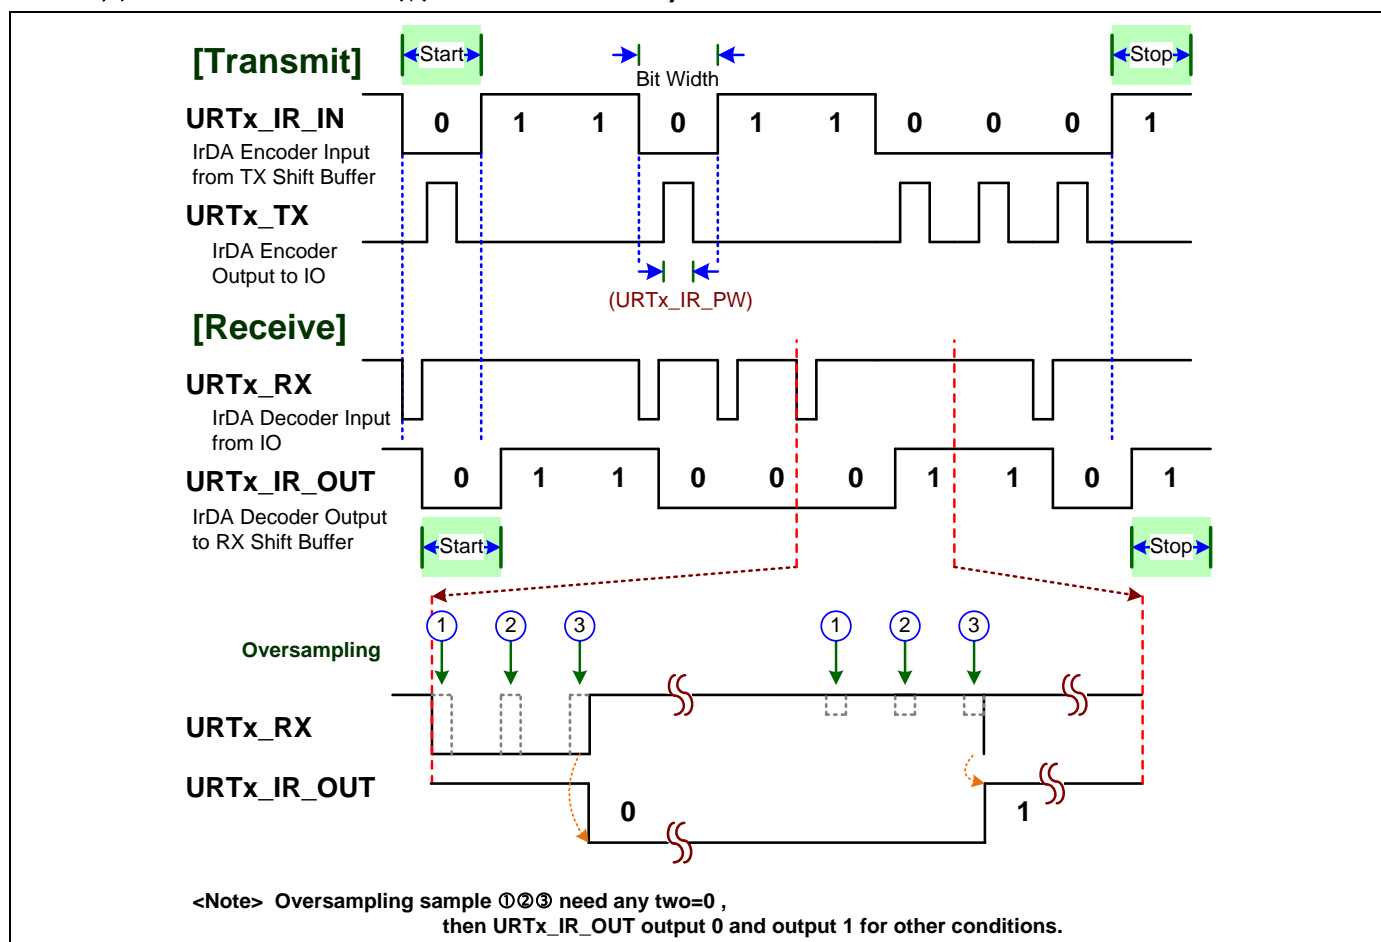 [Transmit]
Start
Bit Width
Stop
URTx_IR_IN
0 1 1 0 1 1 0 0 0 1
IrDA Encoder Input
from TX Shift Buffer
URTx_TX
IrDA Encoder
Output to IO
(URTx_IR_PW)
[Receive]
URTx_RX
IrDA Decoder Input
from IO
URTx_IR_OUT
0 1 1 0 0 0 1 1 0 1
IrDA Decoder Output
to RX Shift Buffer
Start
Stop
1 2 3 1 2 3
Oversampling
URTx_RX
URTx_IR_OUT
0 1
<Note> Oversampling sample ①②③ need any two=0 ,
then URTx_IR_OUT output 0 and output 1 for other conditions.